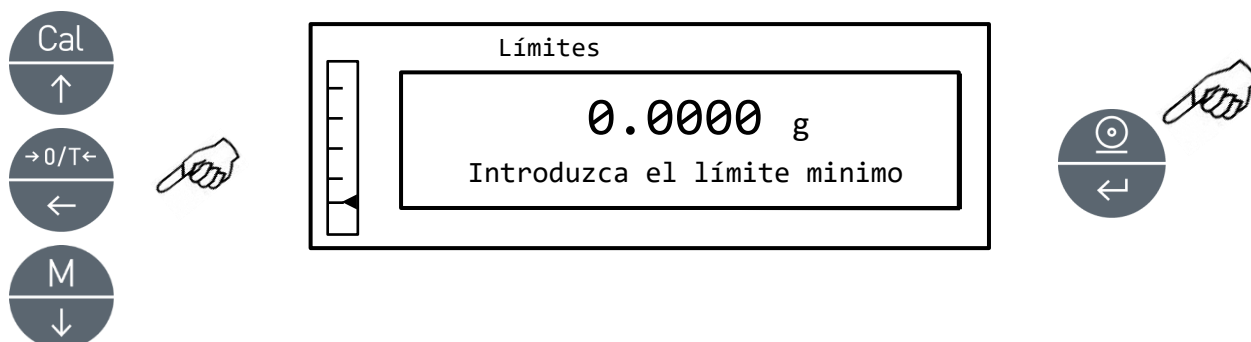 Cal
↑
→0/T←
←
M
↓
Límites
0.0000 g
Introduzca el límite minimo